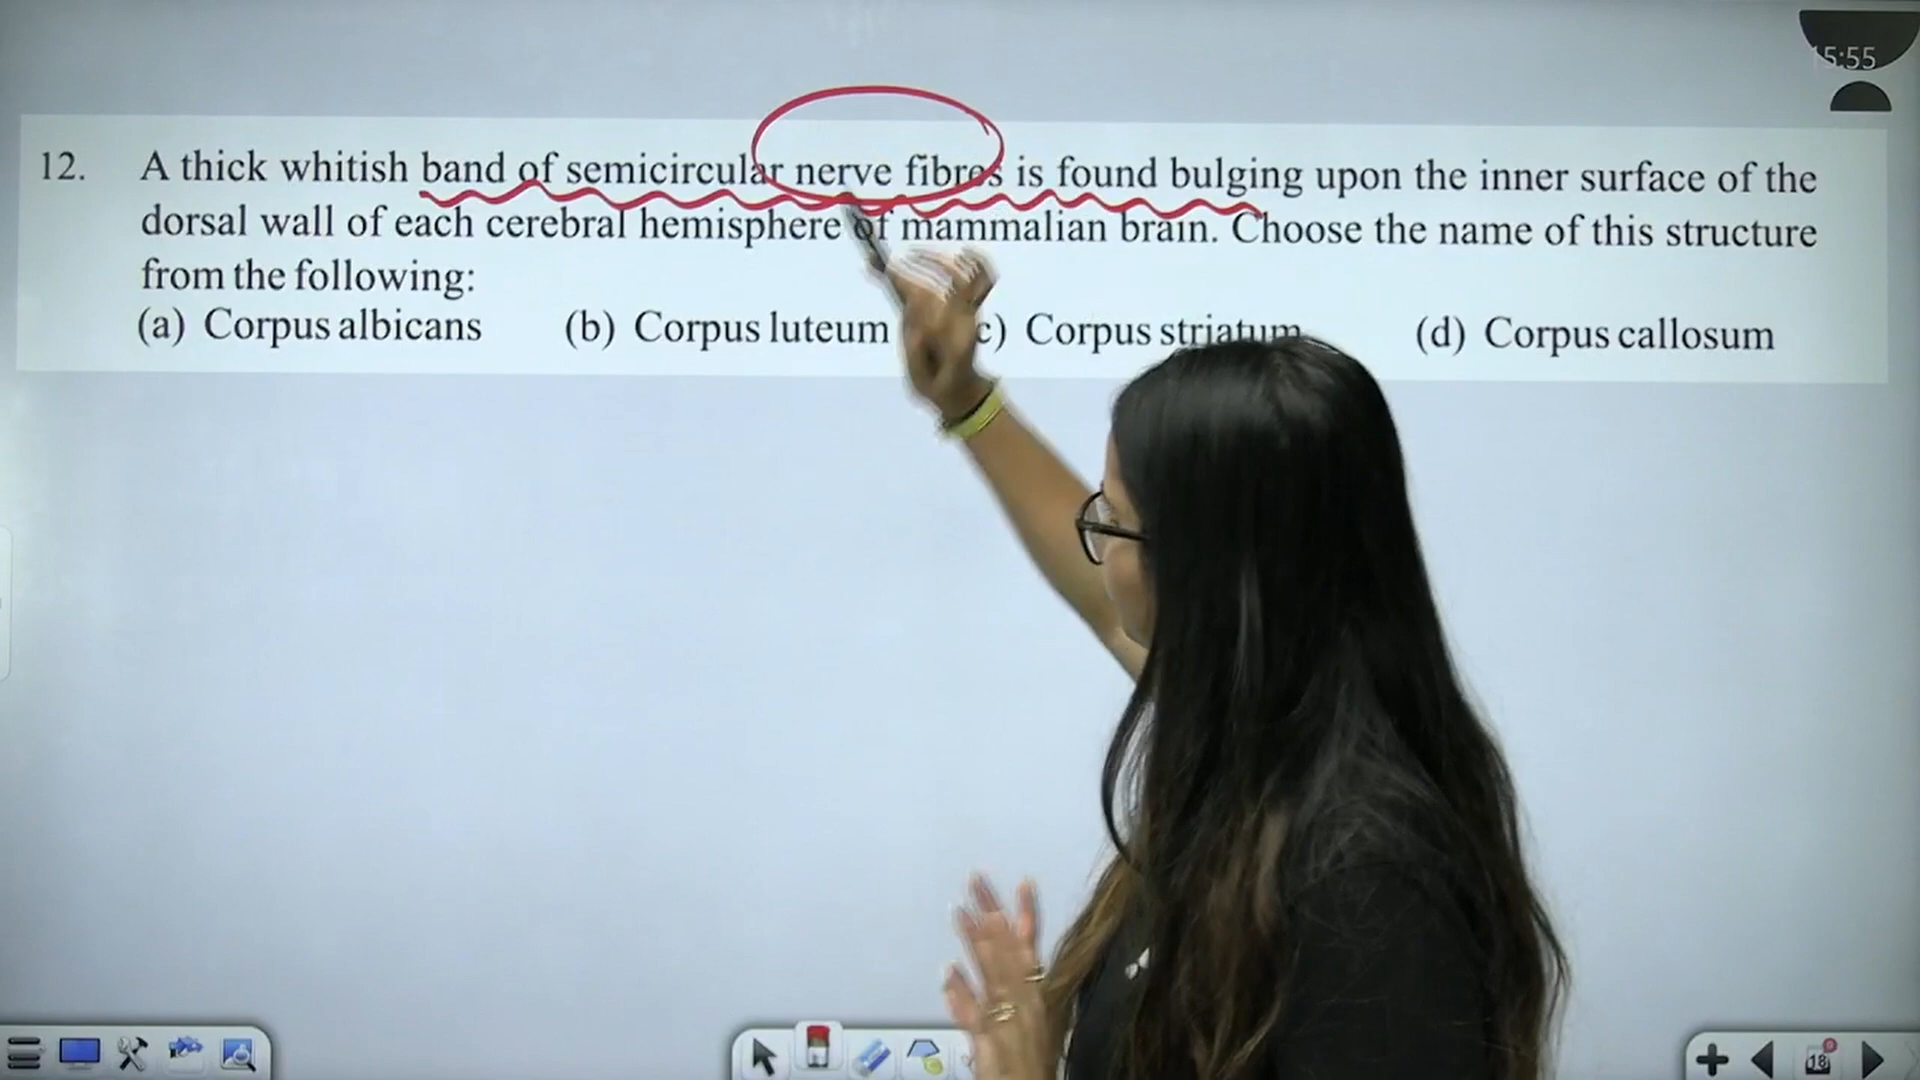 15:55
12. A thick whitish band of semicircular nerve fibres is found bulging upon the inner surface of the
dorsal wall of each cerebral hemisphere of mammalian brain. Choose the name of this structure
from the following:
(a) Corpus albicans (b) Corpus luteum c) Corpus striatum (d) Corpus callosum
18